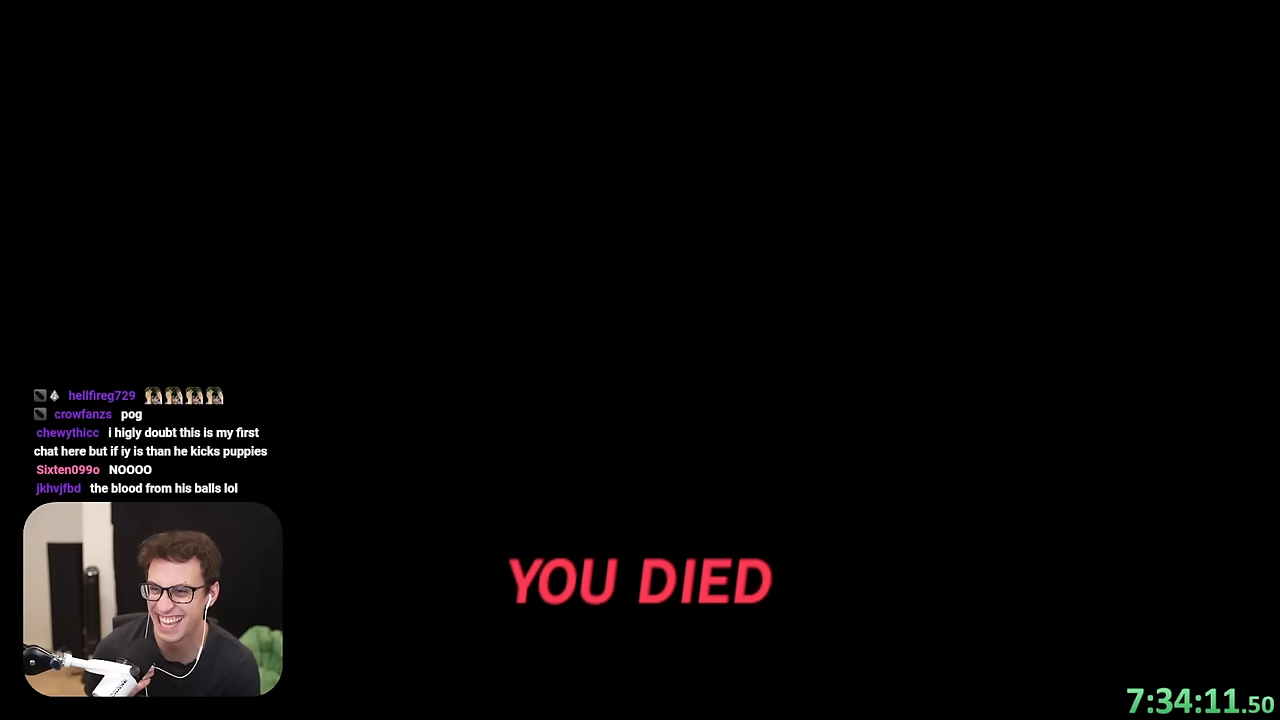 hellfireg729
crowfanzs pog
chewythicc i higly doubt this is my first
chat here but if iy is than he kicks puppies
Sixten099o NOOOO
jkhvjfbd the blood from his balls lol
YOU DIED
7:34:11.50